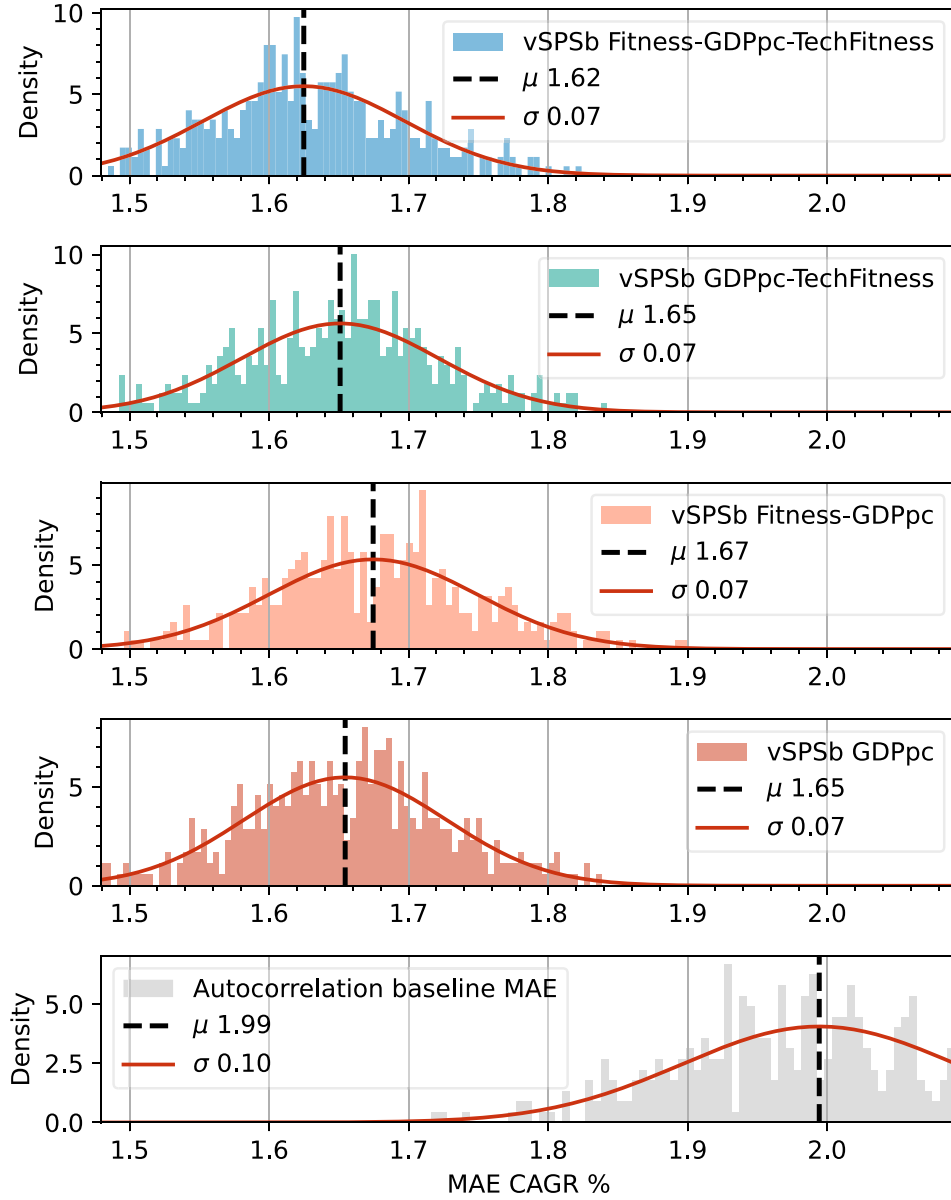 10
5
0
Density
vSPSb Fitness-GDPpc-TechFitness
μ 1.62
σ 0.07
1.5 1.6 1.7 1.8 1.9 2.0
10
5
0
Density
vSPSb GDPpc-TechFitness
μ 1.65
σ 0.07
1.5 1.6 1.7 1.8 1.9 2.0
5
0
Density
vSPSb Fitness-GDPpc
μ 1.67
σ 0.07
1.5 1.6 1.7 1.8 1.9 2.0
5
0
Density
vSPSb GDPpc
μ 1.65
σ 0.07
1.5 1.6 1.7 1.8 1.9 2.0
5.0
2.5
0.0
Density
Autocorrelation baseline MAE
μ 1.99
σ 0.10
1.5 1.6 1.7 1.8 1.9 2.0
MAE CAGR %